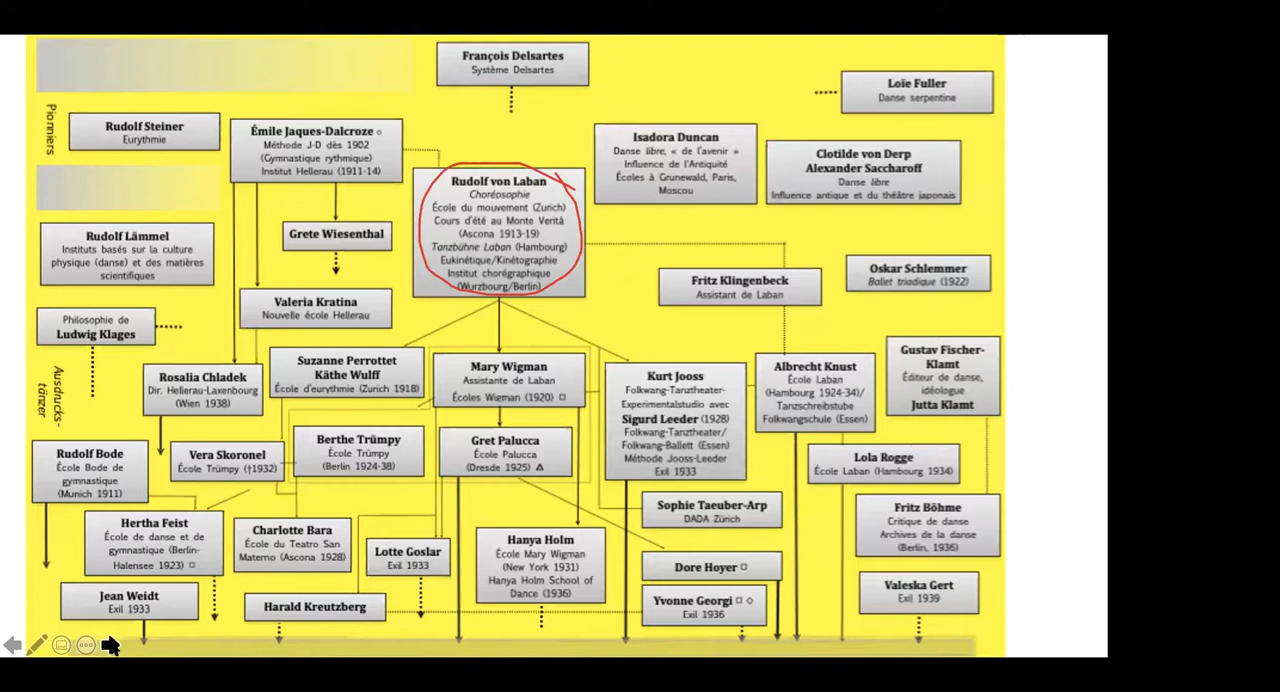 François Delsartes
Système Delsartes
Loïe Fuller
Danse serpentine
Pionniers
Rudolf Steiner
Eurythmie
Émile Jaques-Dalcroze ⬦
Méthode J-D dès 1902
(Gymnastique rythmique)
Institut Hellerau (1911-14)
Isadora Duncan
Danse libre, « de l'avenir »
Influence de l'Antiquité
Écoles à Grunewald, Paris,
Moscou
Clotilde von Derp
Alexander Saccharoff
Danse libre
Influence antique et du théâtre japonais
Rudolf von Laban
Choréosophie
École du mouvement (Zurich)
Cours d'été au Monte Verità
(Ascona 1913-19)
Tanzbühne Laban (Hambourg)
Eukinétique/Kinétographie
Institut chorégraphique
(Wurzbourg/Berlin)
Grete Wiesenthal
Rudolf Lämmel
Instituts basés sur la culture
physique (danse) et des matières
scientifiques
Fritz Klingenbeck
Assistant de Laban
Oskar Schlemmer
Ballet triadique (1922)
Valeria Kratina
Nouvelle école Hellerau
Philosophie de
Ludwig Klages
Ausdrucks-
tänzer
Rosalia Chladek
Dir. Hellerau-Laxenbourg
(Wien 1938)
Suzanne Perrottet
Käthe Wulff
École d'eurythmie (Zurich 1918)
Mary Wigman
Assistante de Laban
Écoles Wigman (1920) □
Kurt Jooss
Folkwang-Tanztheater-
Experimentalstudio avec
Sigurd Leeder (1928)
Folkwang-Tanztheater/
Folkwang-Ballett (Essen)
Méthode Jooss-Leeder
Exil 1933
Albrecht Knust
École Laban
(Hambourg 1924-34)/
Tanzschreibstube
Folkwangschule (Essen)
Gustav Fischer-
Klamt
Éditeur de danse,
idéologue
Jutta Klamt
Rudolf Bode
École Bode de
gymnastique
(Munich 1911)
Vera Skoronel
École Trümpy (†1932)
Berthe Trümpy
École Trümpy
(Berlin 1924-38)
Gret Palucca
École Palucca
(Dresde 1925) △
Lola Rogge
École Laban (Hambourg 1934)
Hertha Feist
École de danse et de
gymnastique (Berlin-
Halensee 1923) □
Charlotte Bara
École du Teatro San
Materno (Ascona 1928)
Lotte Goslar
Exil 1933
Hanya Holm
École Mary Wigman
(New York 1931)
Hanya Holm School of
Dance (1936)
Sophie Taeuber-Arp
DADA Zürich
Fritz Böhme
Critique de danse
Archives de la danse
(Berlin, 1936)
Dore Hoyer □
Jean Weidt
Exil 1933
Harald Kreutzberg
Yvonne Georgi □ ⬦
Exil 1936
Valeska Gert
Exil 1939